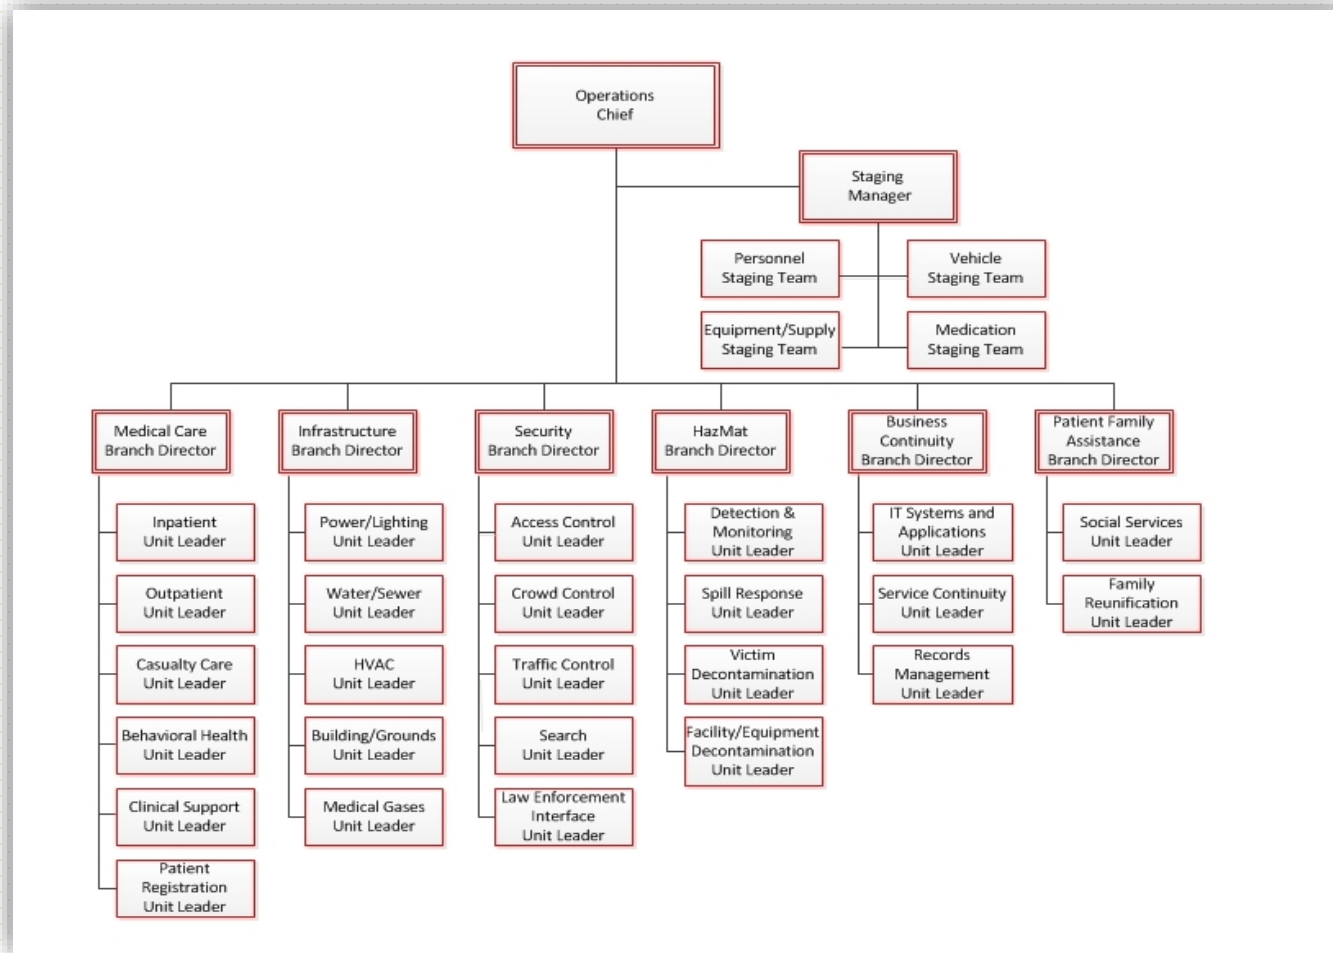 Operations
Chief
Staging
Manager
Personnel
Staging Team
Vehicle
Staging Team
Equipment/Supply
Staging Team
Medication
Staging Team
Medical Care
Branch Director
Inpatient
Unit Leader
Outpatient
Unit Leader
Casualty Care
Unit Leader
Behavioral Health
Unit Leader
Clinical Support
Unit Leader
Patient
Registration
Unit Leader
Infrastructure
Branch Director
Power/Lighting
Unit Leader
Water/Sewer
Unit Leader
HVAC
Unit Leader
Building/Grounds
Unit Leader
Medical Gases
Unit Leader
Security
Branch Director
Access Control
Unit Leader
Crowd Control
Unit Leader
Traffic Control
Unit Leader
Search
Unit Leader
Law Enforcement
Interface
Unit Leader
HazMat
Branch Director
Detection &
Monitoring
Unit Leader
Spill Response
Unit Leader
Victim
Decontamination
Unit Leader
Facility/Equipment
Decontamination
Unit Leader
Business
Continuity
Branch Director
IT Systems and
Applications
Unit Leader
Service Continuity
Unit Leader
Records
Management
Unit Leader
Patient Family
Assistance
Branch Director
Social Services
Unit Leader
Family
Reunification
Unit Leader